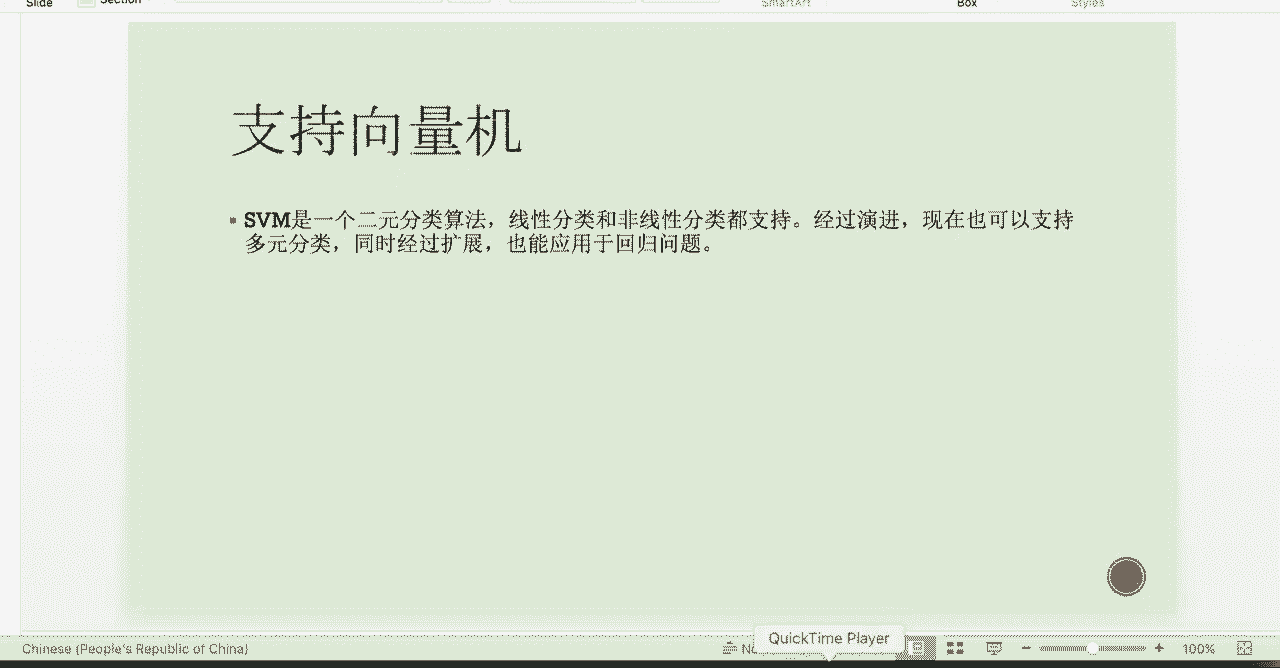 Slide
Section
SmartArt
Box
Styles
支持向量机
SVM是一个二元分类算法，线性分类和非线性分类都支持。经过演进，现在也可以支持
多元分类，同时经过扩展，也能应用于回归问题。
QuickTime Player
Chinese (People's Republic of China)
100%